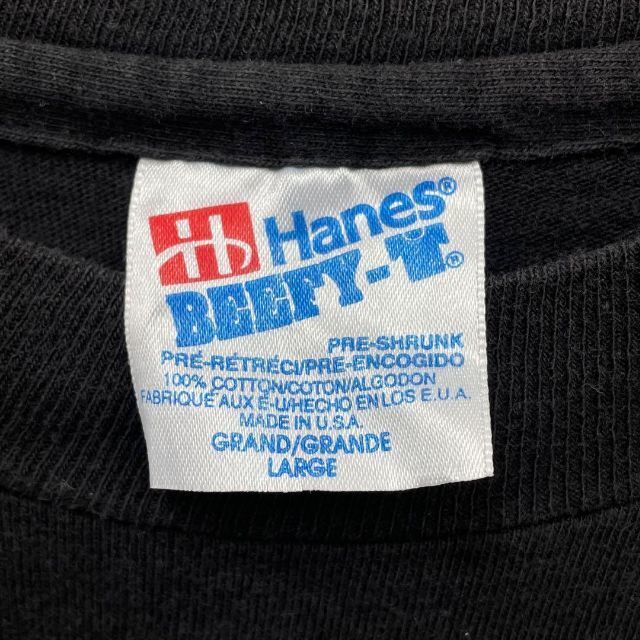 Hanes®
BEEFY-T®
PRE-SHRUNK
PRÉ-RÉTRÉCI/PRE-ENCOGIDO
100% COTTON/COTON/ALGODON
FABRIQUE AUX É.U./HECHO EN LOS E.U.A.
MADE IN U.S.A.
GRAND/GRANDE
LARGE